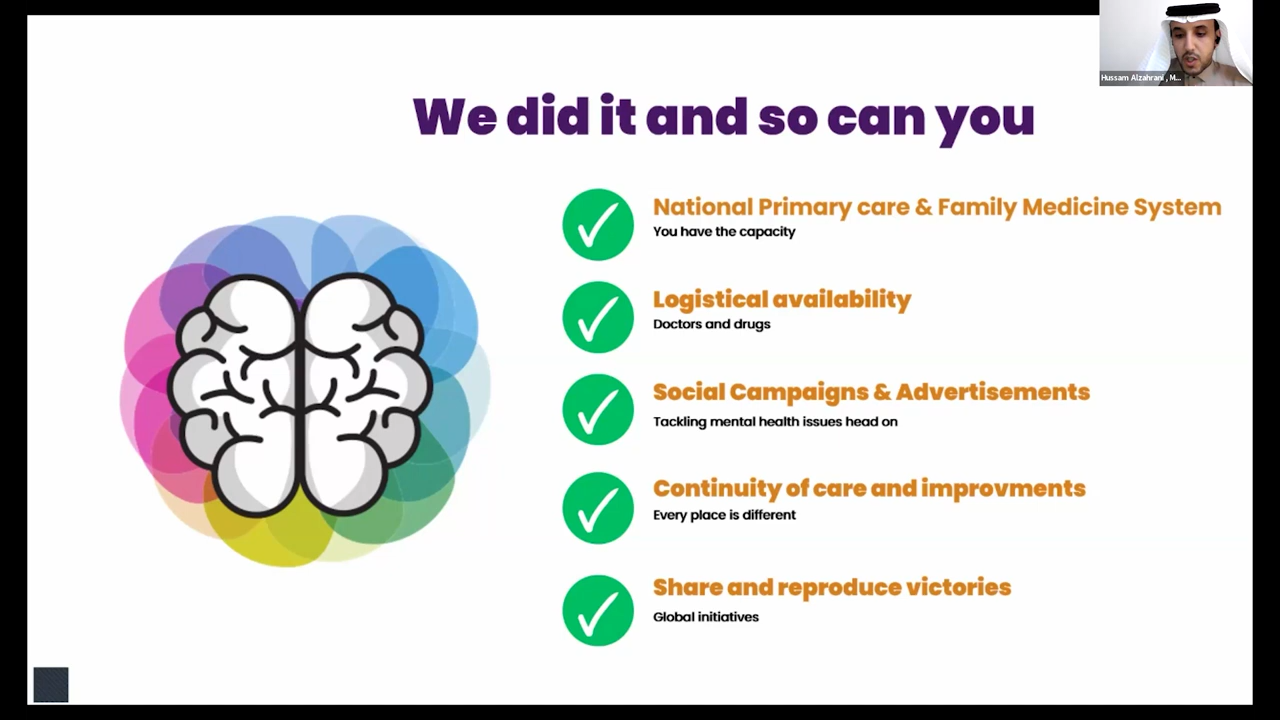 Hussam Alzahrani , M...
We did it and so can you
National Primary care & Family Medicine System
You have the capacity
Logistical availability
Doctors and drugs
Social Campaigns & Advertisements
Tackling mental health issues head on
Continuity of care and improvments
Every place is different
Share and reproduce victories
Global initiatives